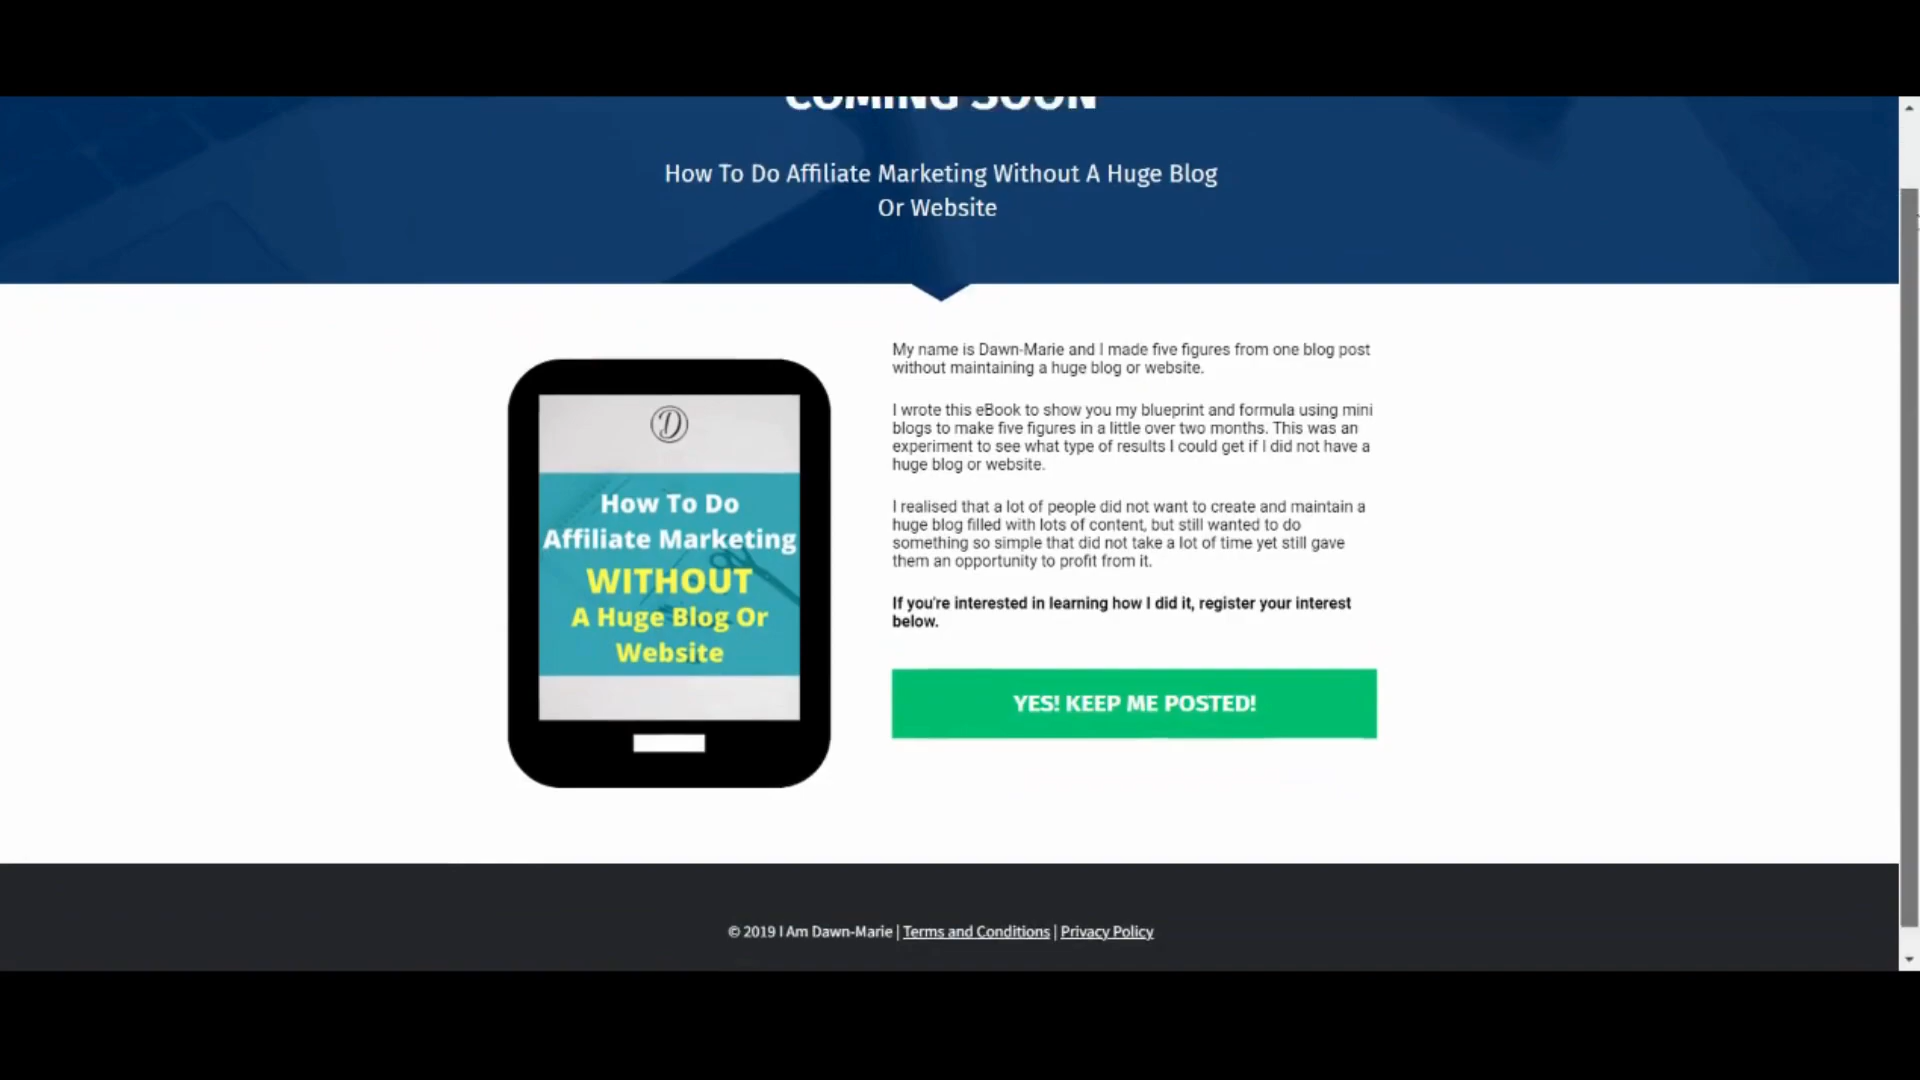 COMING SOON
How To Do Affiliate Marketing Without A Huge Blog
Or Website
D
How To Do
Affiliate Marketing
WITHOUT
A Huge Blog Or
Website
My name is Dawn-Marie and I made five figures from one blog post
without maintaining a huge blog or website.
I wrote this eBook to show you my blueprint and formula using mini
blogs to make five figures in a little over two months. This was an
experiment to see what type of results I could get if I did not have a
huge blog or website.
I realised that a lot of people did not want to create and maintain a
huge blog filled with lots of content, but still wanted to do
something so simple that did not take a lot of time yet still gave
them an opportunity to profit from it.
If you're interested in learning how I did it, register your interest
below.
YES! KEEP ME POSTED!
© 2019 I Am Dawn-Marie | Terms and Conditions | Privacy Policy